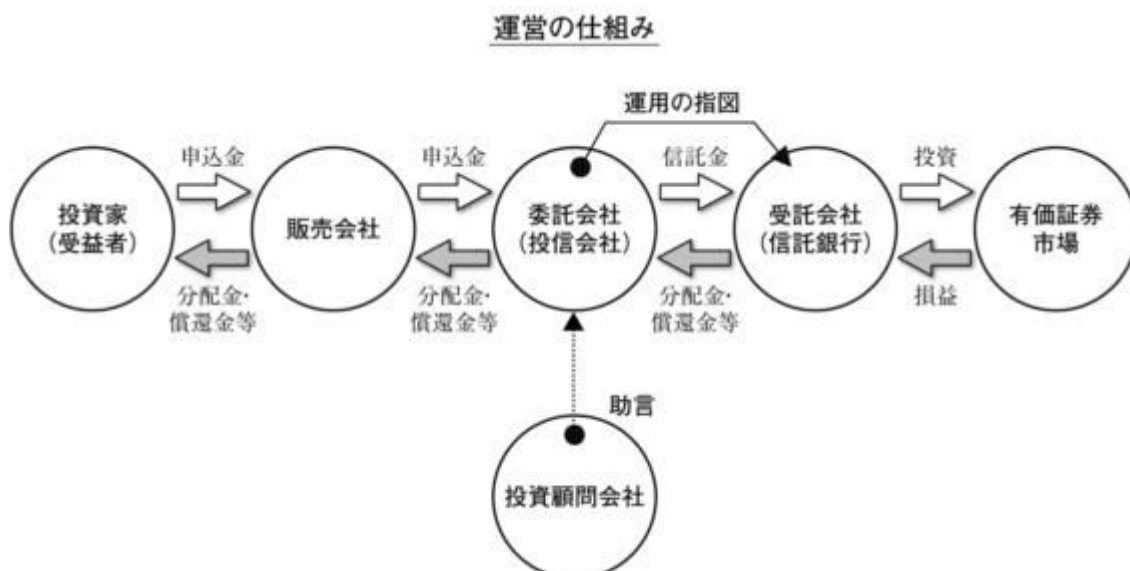 運営の仕組み
運用の指図
申込金
申込金
信託金
投資
投資家
(受益者)
販売会社
委託会社
(投信会社)
受託会社
(信託銀行)
有価証券
市場
分配金・
償還金等
分配金・
償還金等
分配金・
償還金等
損益
助言
投資顧問会社